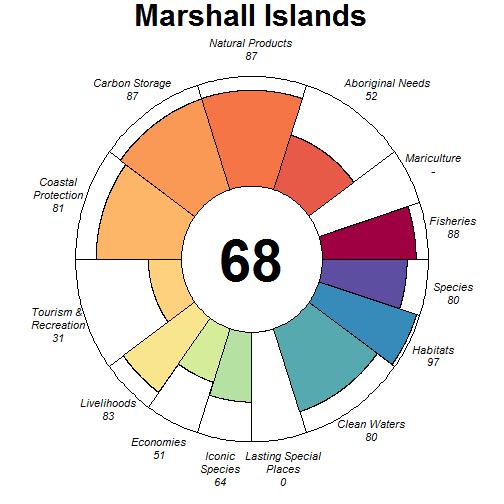 Marshall Islands
Natural Products
87
Carbon Storage
87
Aboriginal Needs
52
Mariculture
-
Coastal
Protection
81
Fisheries
88
68
Species
80
Tourism &
Recreation
31
Habitats
97
Livelihoods
83
Clean Waters
80
Economies
51
Iconic
Species
64
Lasting Special
Places
0